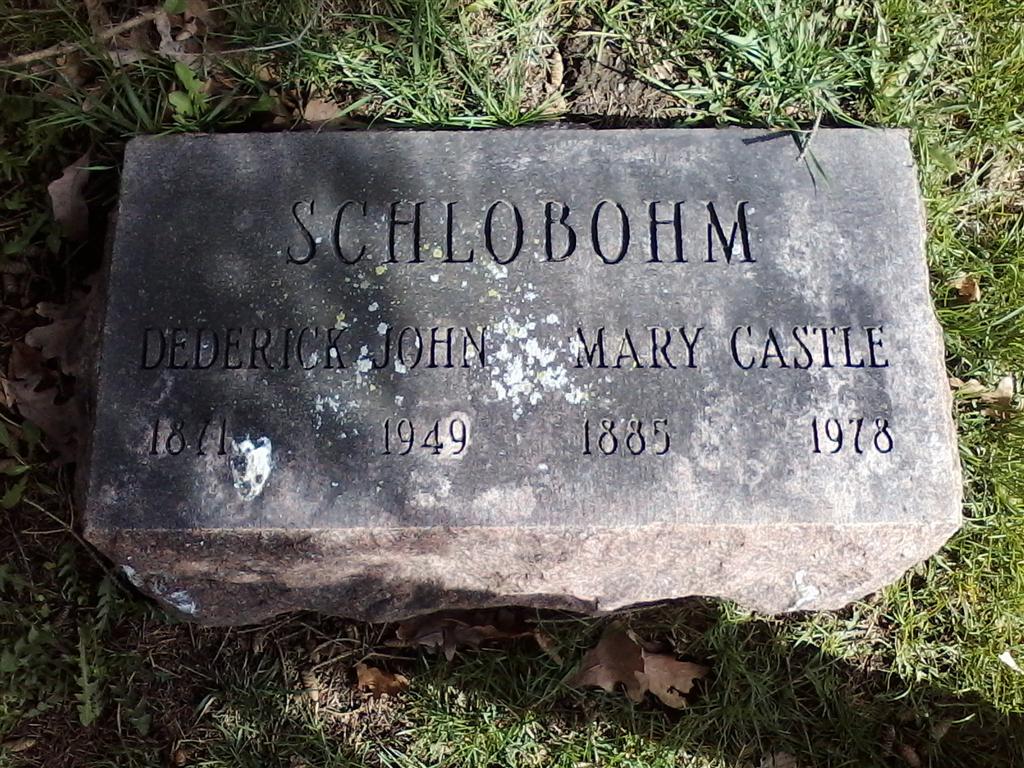 SCHLOBOHM
DEDERICK JOHN MARY CASTLE
1871 1949 1885 1978